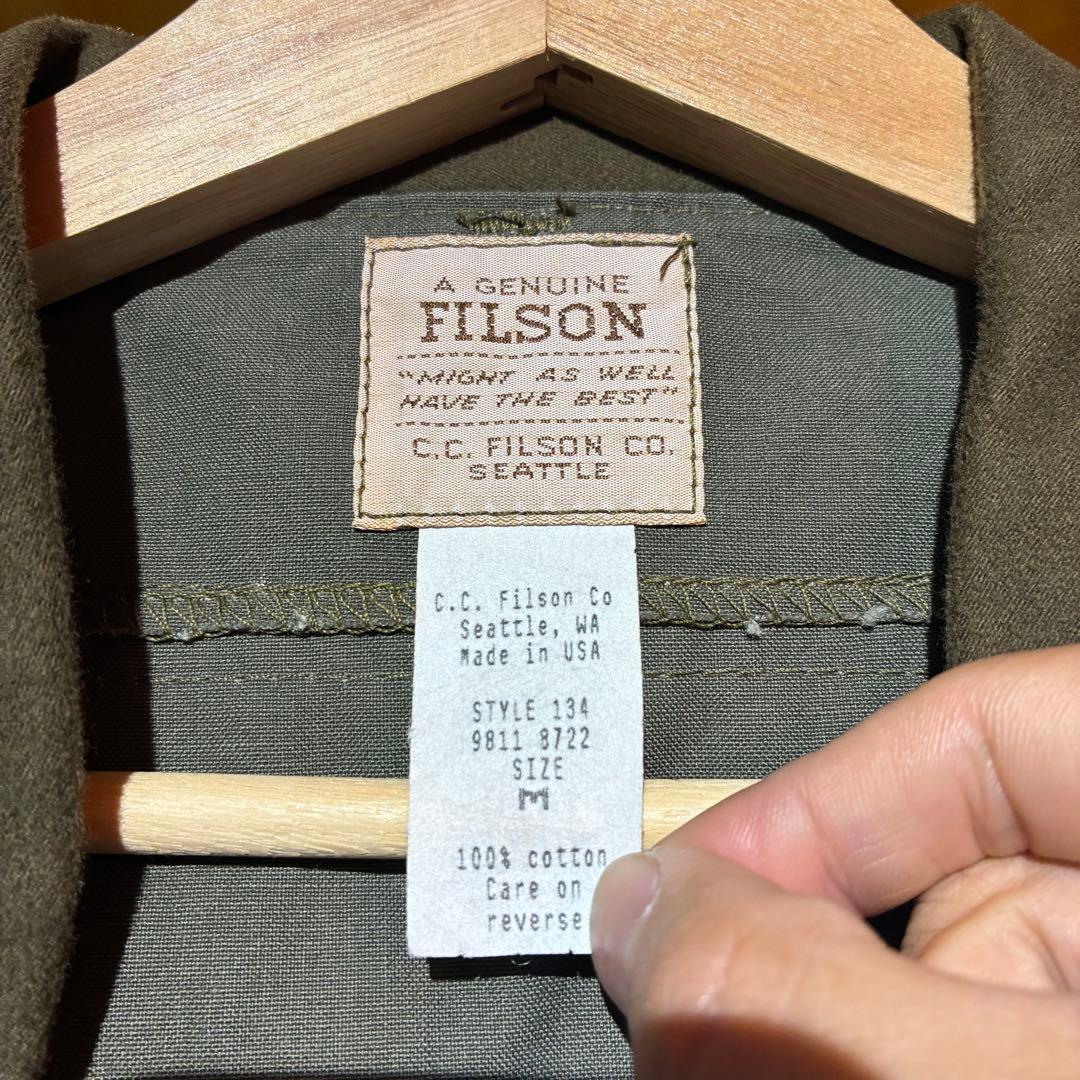 A GENUINE
FILSON
"MIGHT AS WELL
HAVE THE BEST"
C.C. FILSON CO.
SEATTLE
C.C. Filson Co
Seattle, WA
Made in USA
STYLE 134
9811 8722
SIZE
M
100% cotton
Care on
reverse